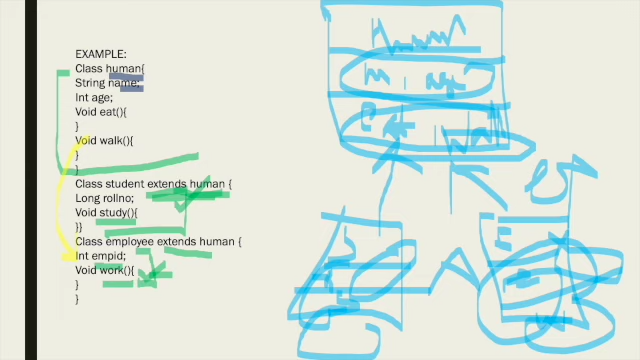 EXAMPLE:
Class human{
String name;
Int age;
Void eat(){
}
Void walk(){
}
}
Class student extends human {
Long rollno;
Void study(){
}}
Class employee extends human {
Int empid;
Void work(){
}
}
Human